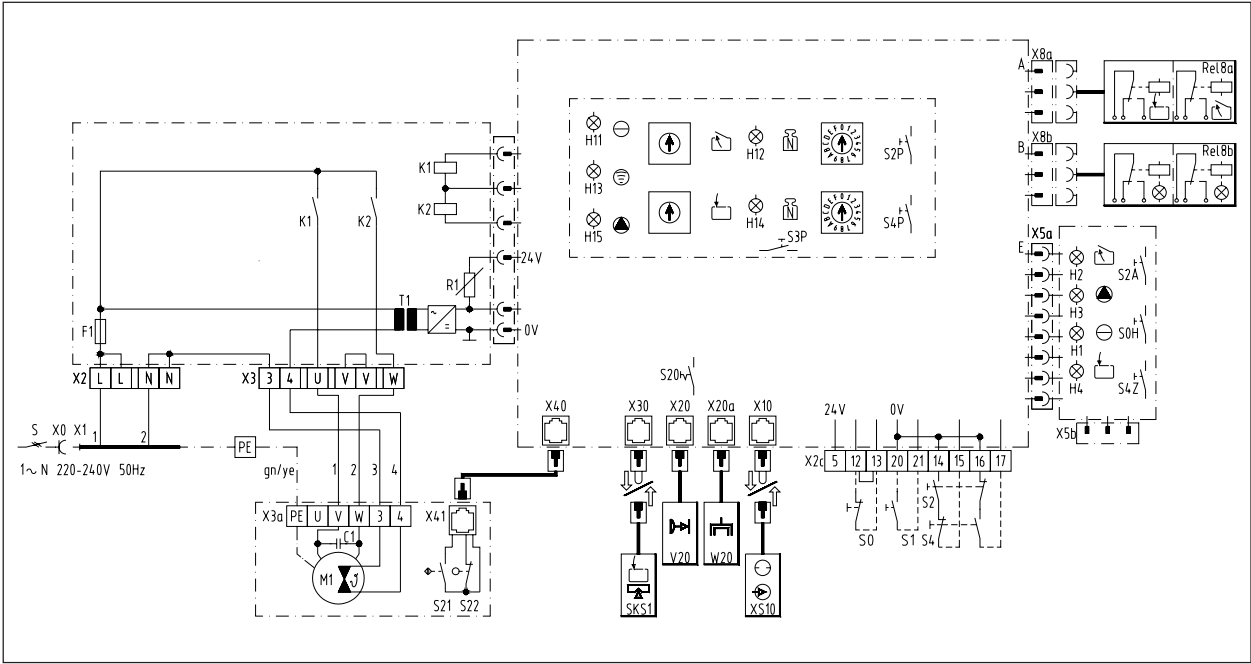 X8a
A
Rel8a
X8b
B
Rel8b
H11
N
H12
0123456789ABCDEF
S2P
H13
H15
N
H14
0123456789ABCDEF
S4P
S3P
K1
K2
K1
K2
24V
R1
T1
~
=
0V
F1
X5a
E
H2
S2A
H3
S0H
H1
H4
S4Z
X5b
X2
L
L
N
N
X3
3
4
U
V
V
W
S20
X40
X30
X20
X20a
X10
24V
0V
X2c
5
12
13
20
21
14
15
16
17
S
X0
X1
1
2
PE
1~ N 220-240V 50Hz
gn/ye
1
2
3
4
X3a
PE
U
V
W
3
4
X41
C1
M1
ϑ
S21
S22
SKS1
V20
W20
XS10
S0
S1
S2
S4